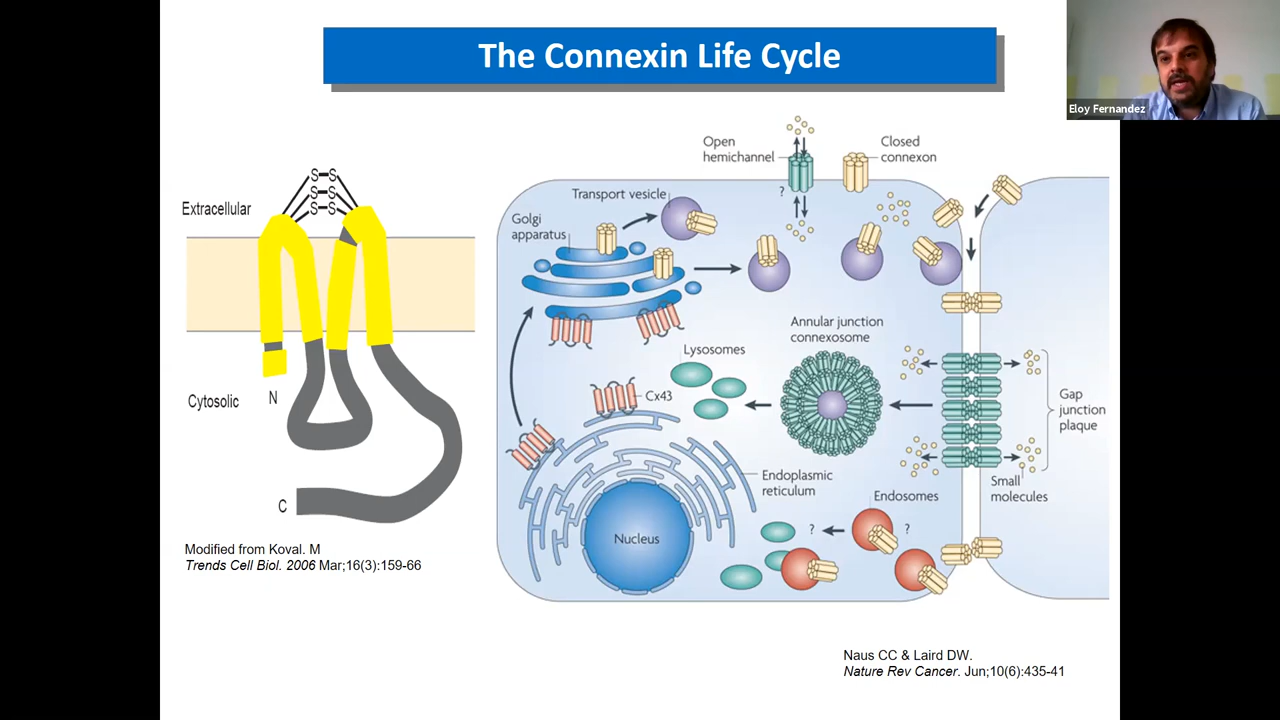 The Connexin Life Cycle
Eloy Fernandez
S–S
S–S
S–S
Extracellular
Cytosolic
N
C
Modified from Koval. M
Trends Cell Biol. 2006 Mar;16(3):159-66
Open
hemichannel
Closed
connexon
?
Transport vesicle
Golgi
apparatus
Annular junction
connexosome
Lysosomes
Cx43
Gap
junction
plaque
Endoplasmic
reticulum
Small
molecules
Endosomes
?
?
Nucleus
Naus CC & Laird DW.
Nature Rev Cancer. Jun;10(6):435-41